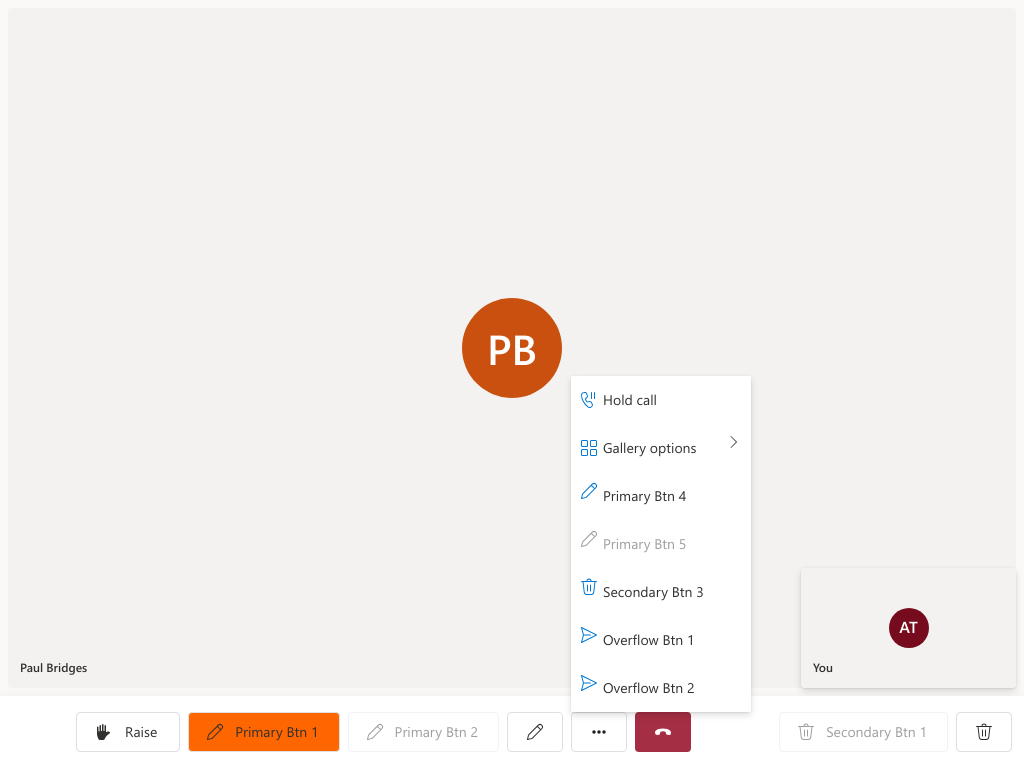 PB
Hold call
Gallery options
Primary Btn 4
Primary Btn 5
Secondary Btn 3
Overflow Btn 1
Overflow Btn 2
AT
Paul Bridges
You
Raise
Primary Btn 1
Primary Btn 2
Secondary Btn 1